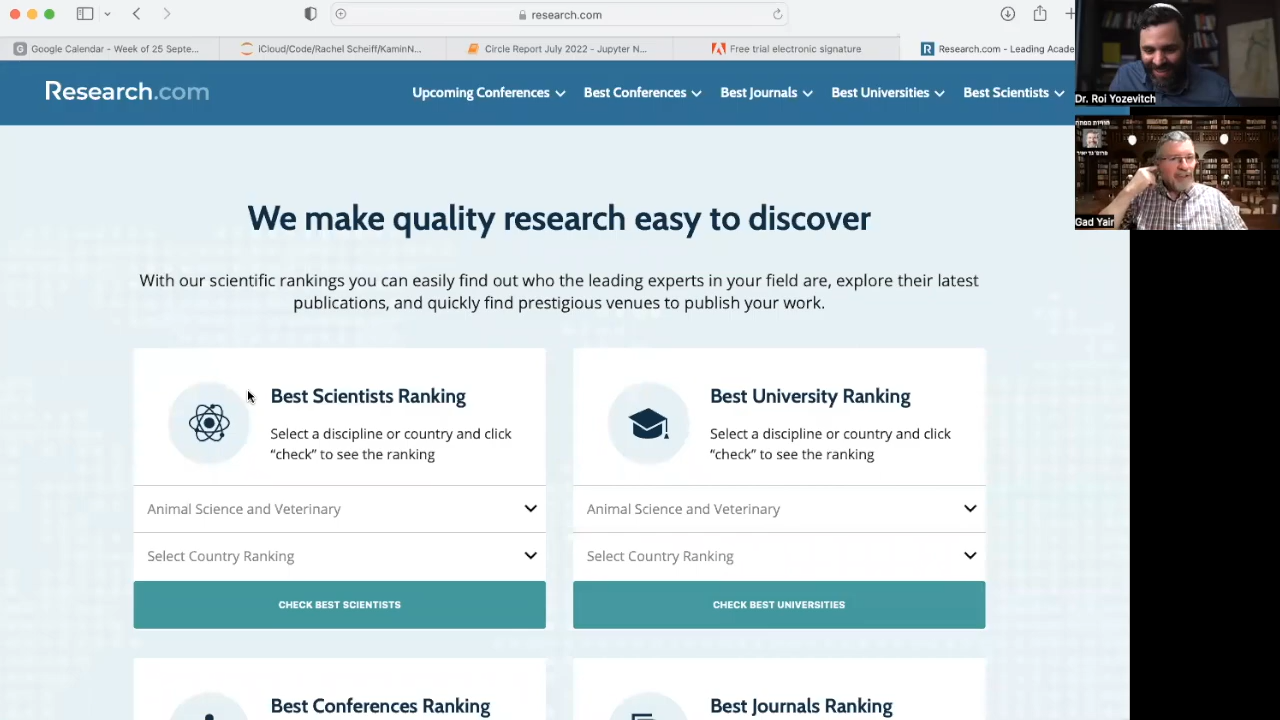 research.com
Google Calendar - Week of 25 Septe...
iCloud/Code/Rachel Scheiff/KaminN...
Circle Report July 2022 - Jupyter N...
Free trial electronic signature
R Research.com - Leading Acade
Research.com
Upcoming Conferences
Best Conferences
Best Journals
Best Universities
Best Scientists
Dr. Roi Yozevitch
חוויות מסמך
פרופ' גד יאיר
Gad Yair
We make quality research easy to discover
With our scientific rankings you can easily find out who the leading experts in your field are, explore their latest
publications, and quickly find prestigious venues to publish your work.
Best Scientists Ranking
Select a discipline or country and click
“check” to see the ranking
Animal Science and Veterinary
Select Country Ranking
CHECK BEST SCIENTISTS
Best University Ranking
Select a discipline or country and click
“check” to see the ranking
Animal Science and Veterinary
Select Country Ranking
CHECK BEST UNIVERSITIES
Best Conferences Ranking
Best Journals Ranking